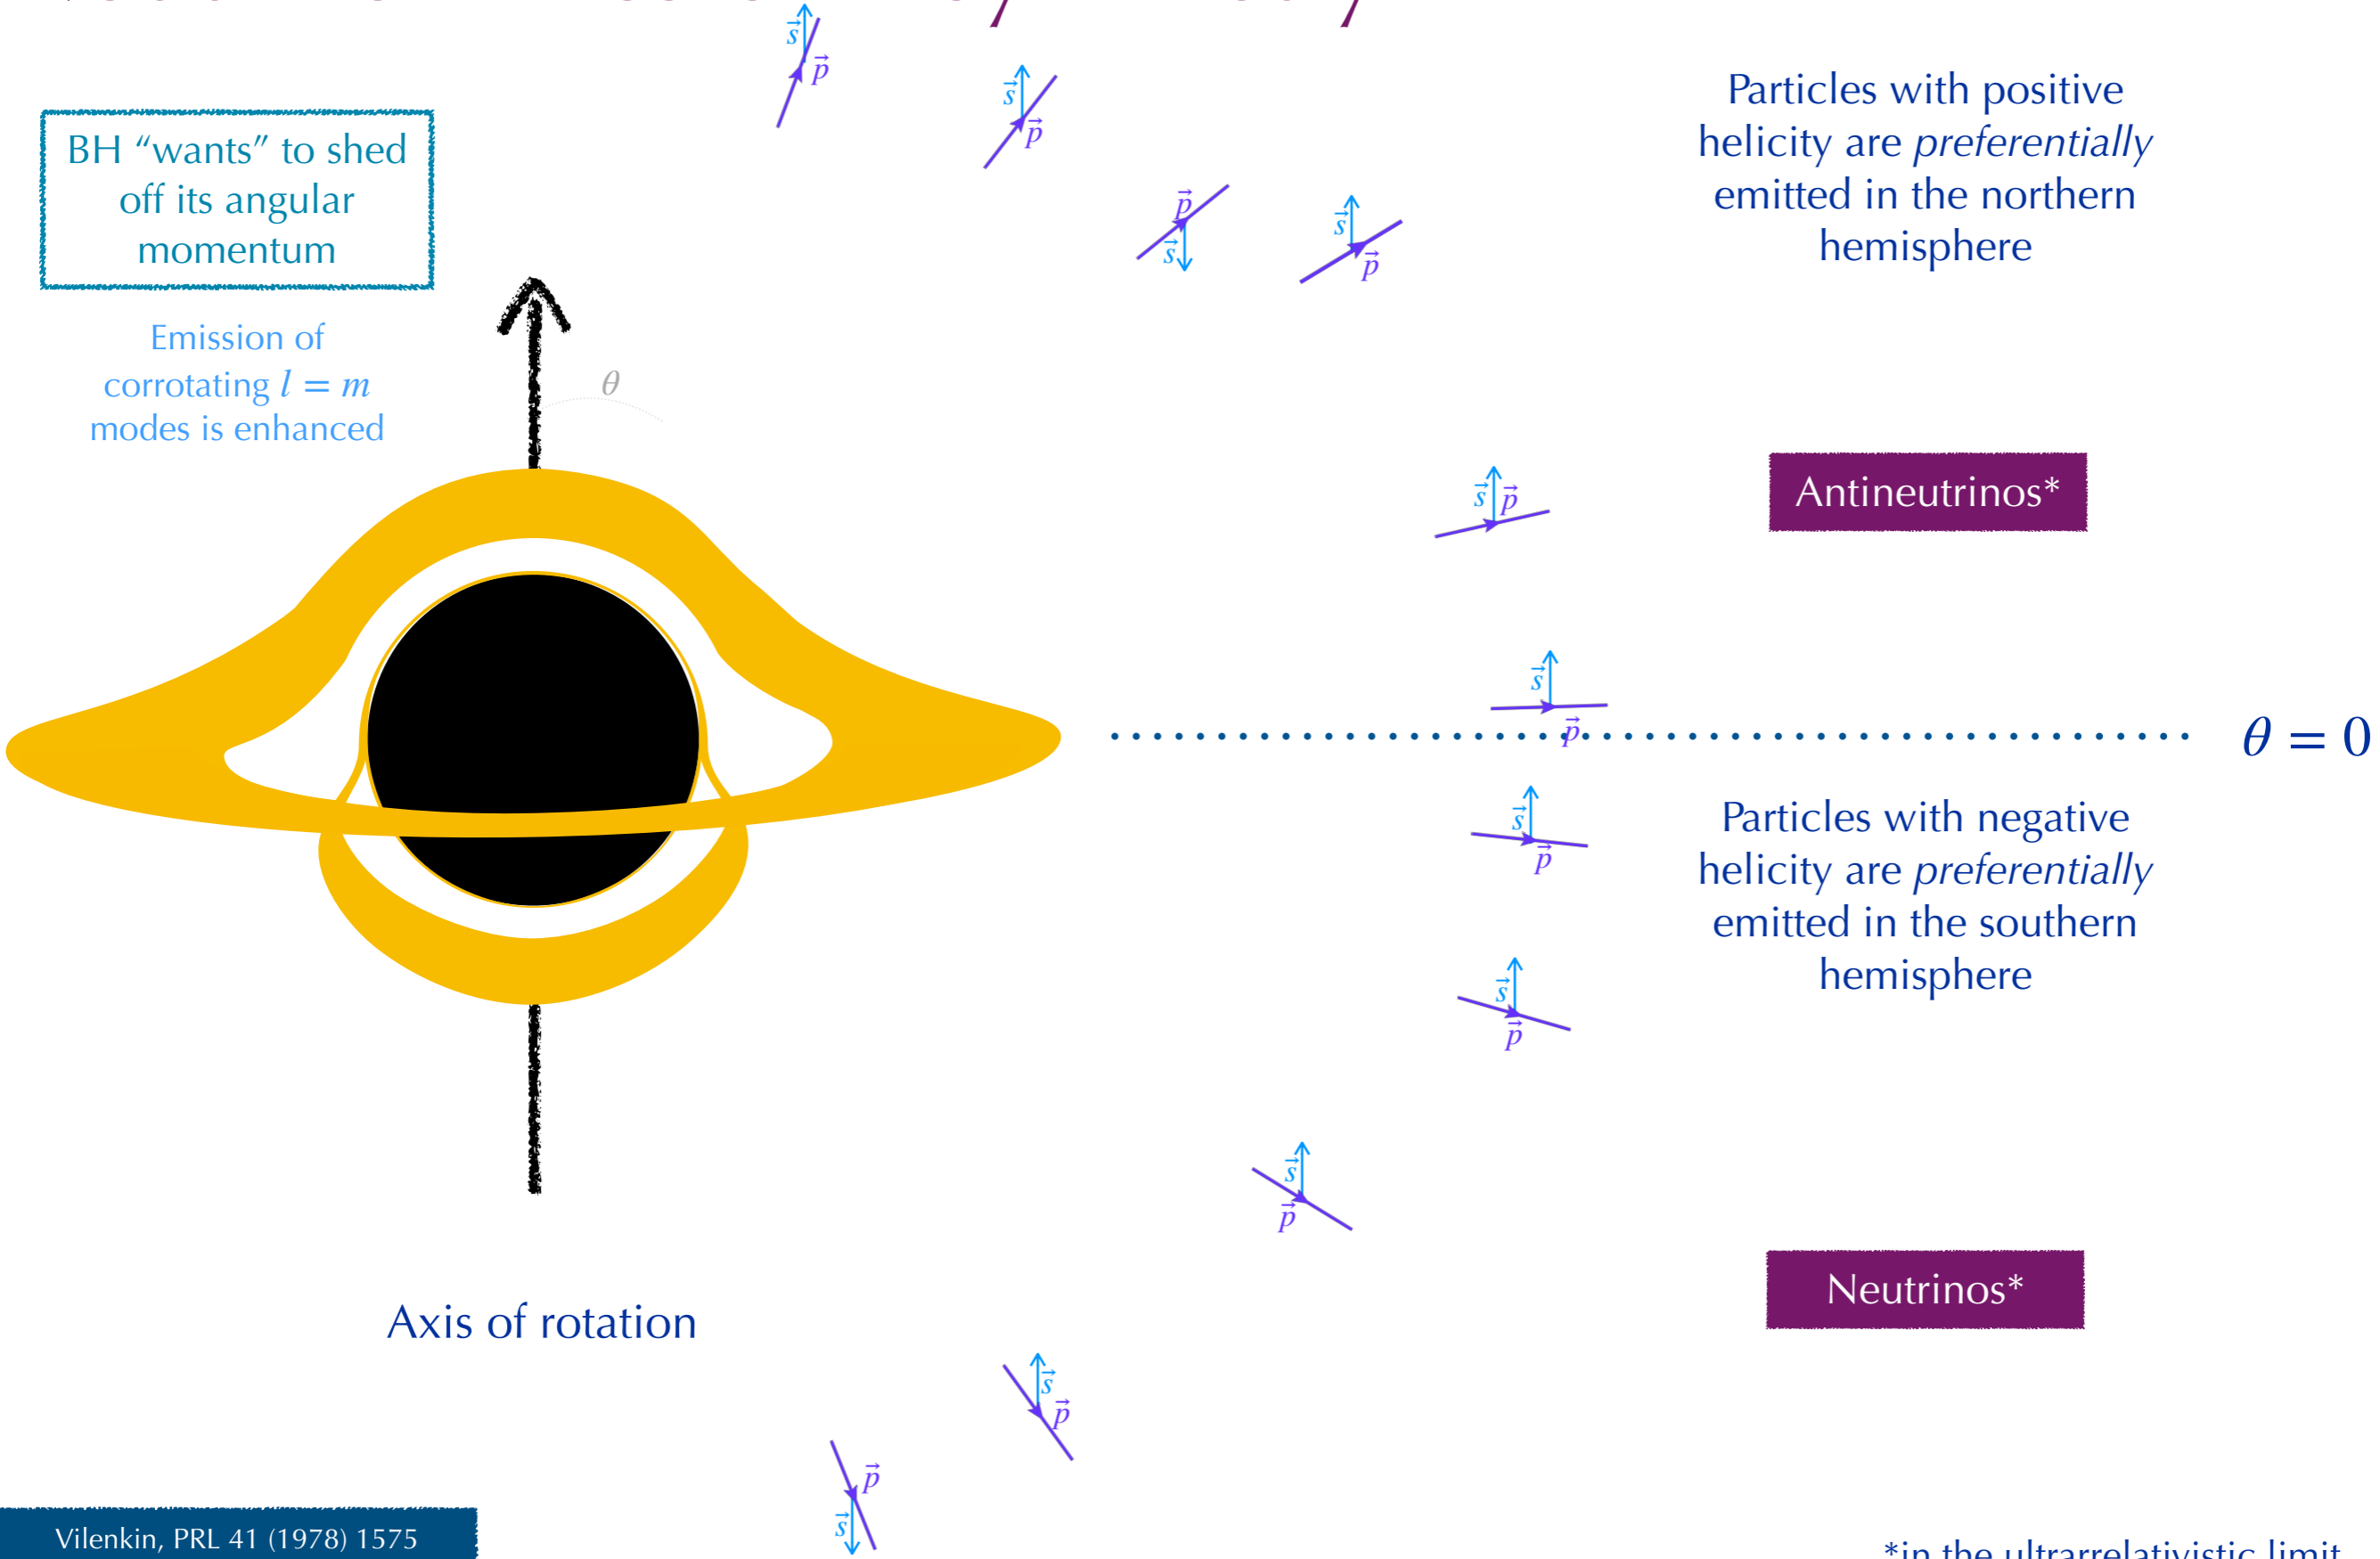 BH “wants” to shed
off its angular
momentum
Emission of
corrotating l = m
modes is enhanced
θ
s⃗
p⃗
s⃗
p⃗
p⃗
s⃗
s⃗
p⃗
Particles with positive
helicity are preferentially
emitted in the northern
hemisphere
s⃗ p⃗
Antineutrinos*
s⃗
p⃗
θ = 0
s⃗
p⃗
Particles with negative
helicity are preferentially
emitted in the southern
hemisphere
s⃗
p⃗
s⃗
p⃗
Neutrinos*
Axis of rotation
s⃗
p⃗
p⃗
s⃗
Vilenkin, PRL 41 (1978) 1575
*in the ultrarrelativistic limit